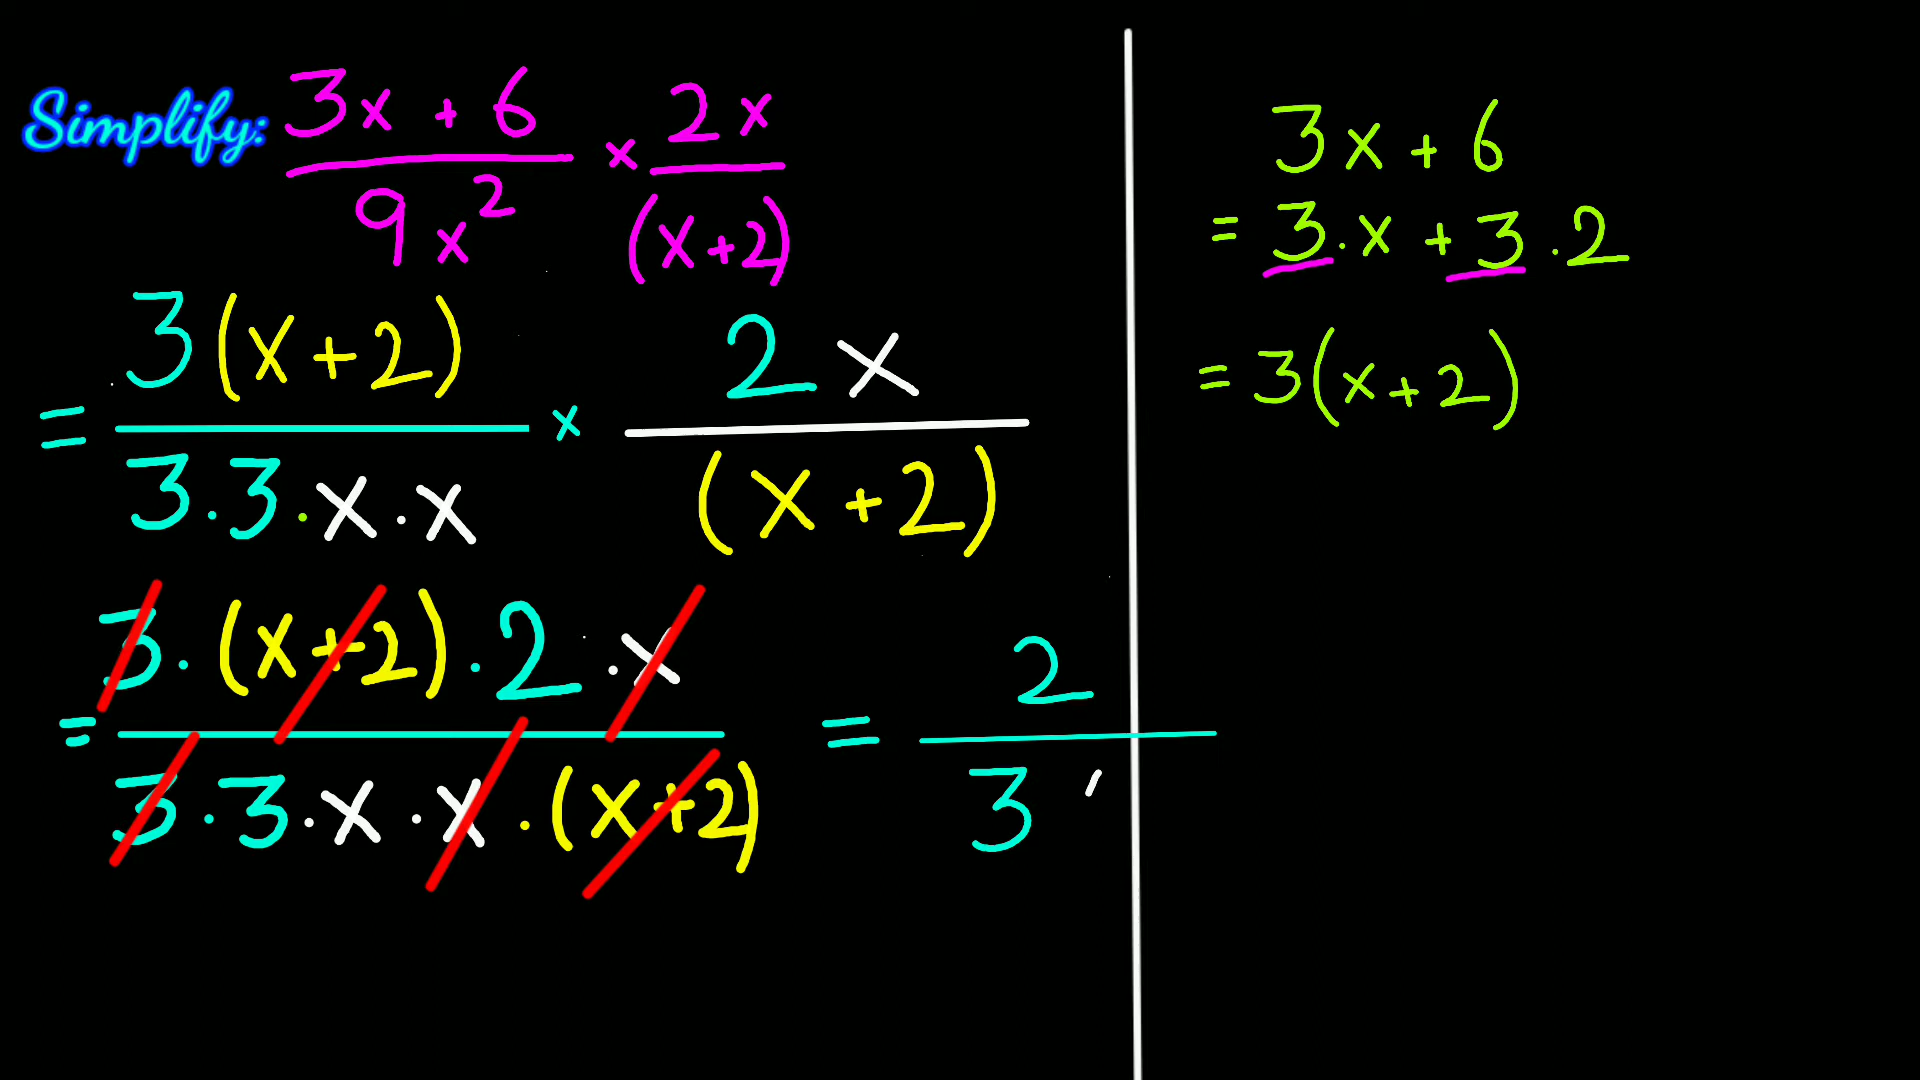 Simplify: (3x + 6)/(9x²) × (2x)/((x+2))
= (3(x+2))/(3.3.x.x) × (2x)/((x+2))
= (3.(x+2).2.x)/(3.3.x.x.(x+2)) = 2/3
3x + 6
= 3.x + 3.2
= 3(x+2)